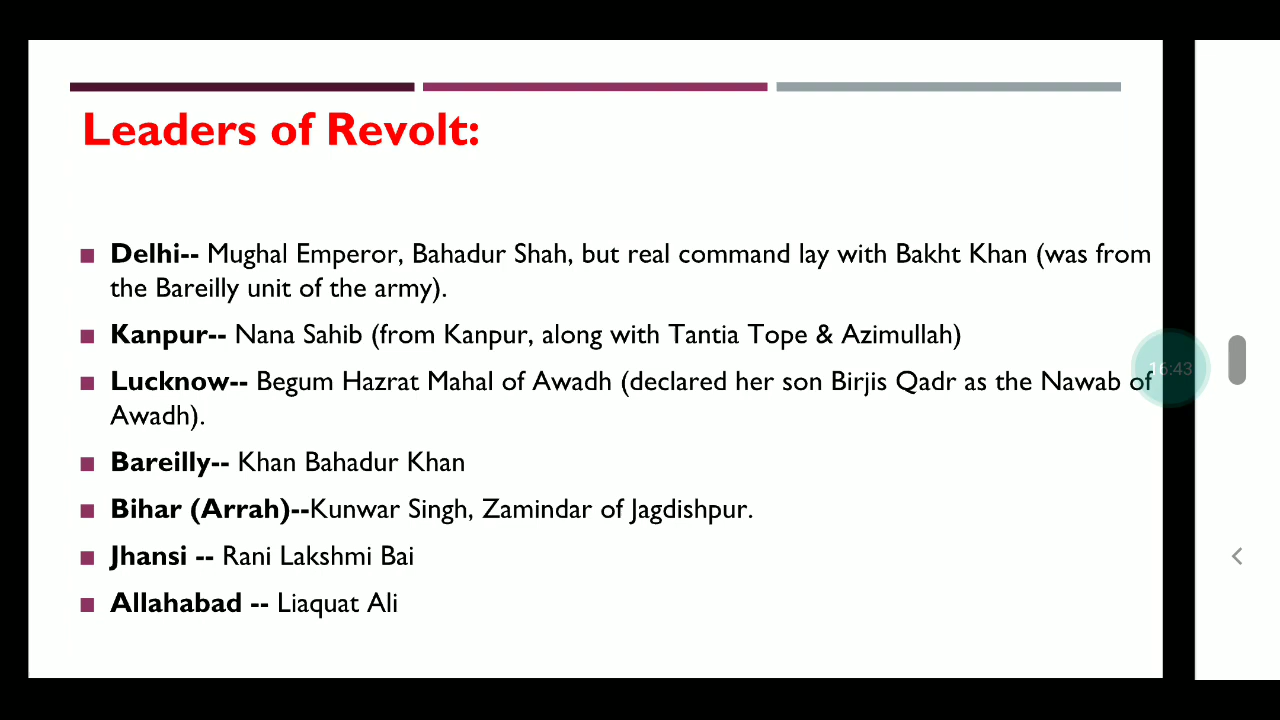 Leaders of Revolt:
Delhi-- Mughal Emperor, Bahadur Shah, but real command lay with Bakht Khan (was from
the Bareilly unit of the army).
Kanpur-- Nana Sahib (from Kanpur, along with Tantia Tope & Azimullah)
Lucknow-- Begum Hazrat Mahal of Awadh (declared her son Birjis Qadr as the Nawab of
Awadh).
16:43
Bareilly-- Khan Bahadur Khan
Bihar (Arrah)--Kunwar Singh, Zamindar of Jagdishpur.
Jhansi -- Rani Lakshmi Bai
Allahabad -- Liaquat Ali